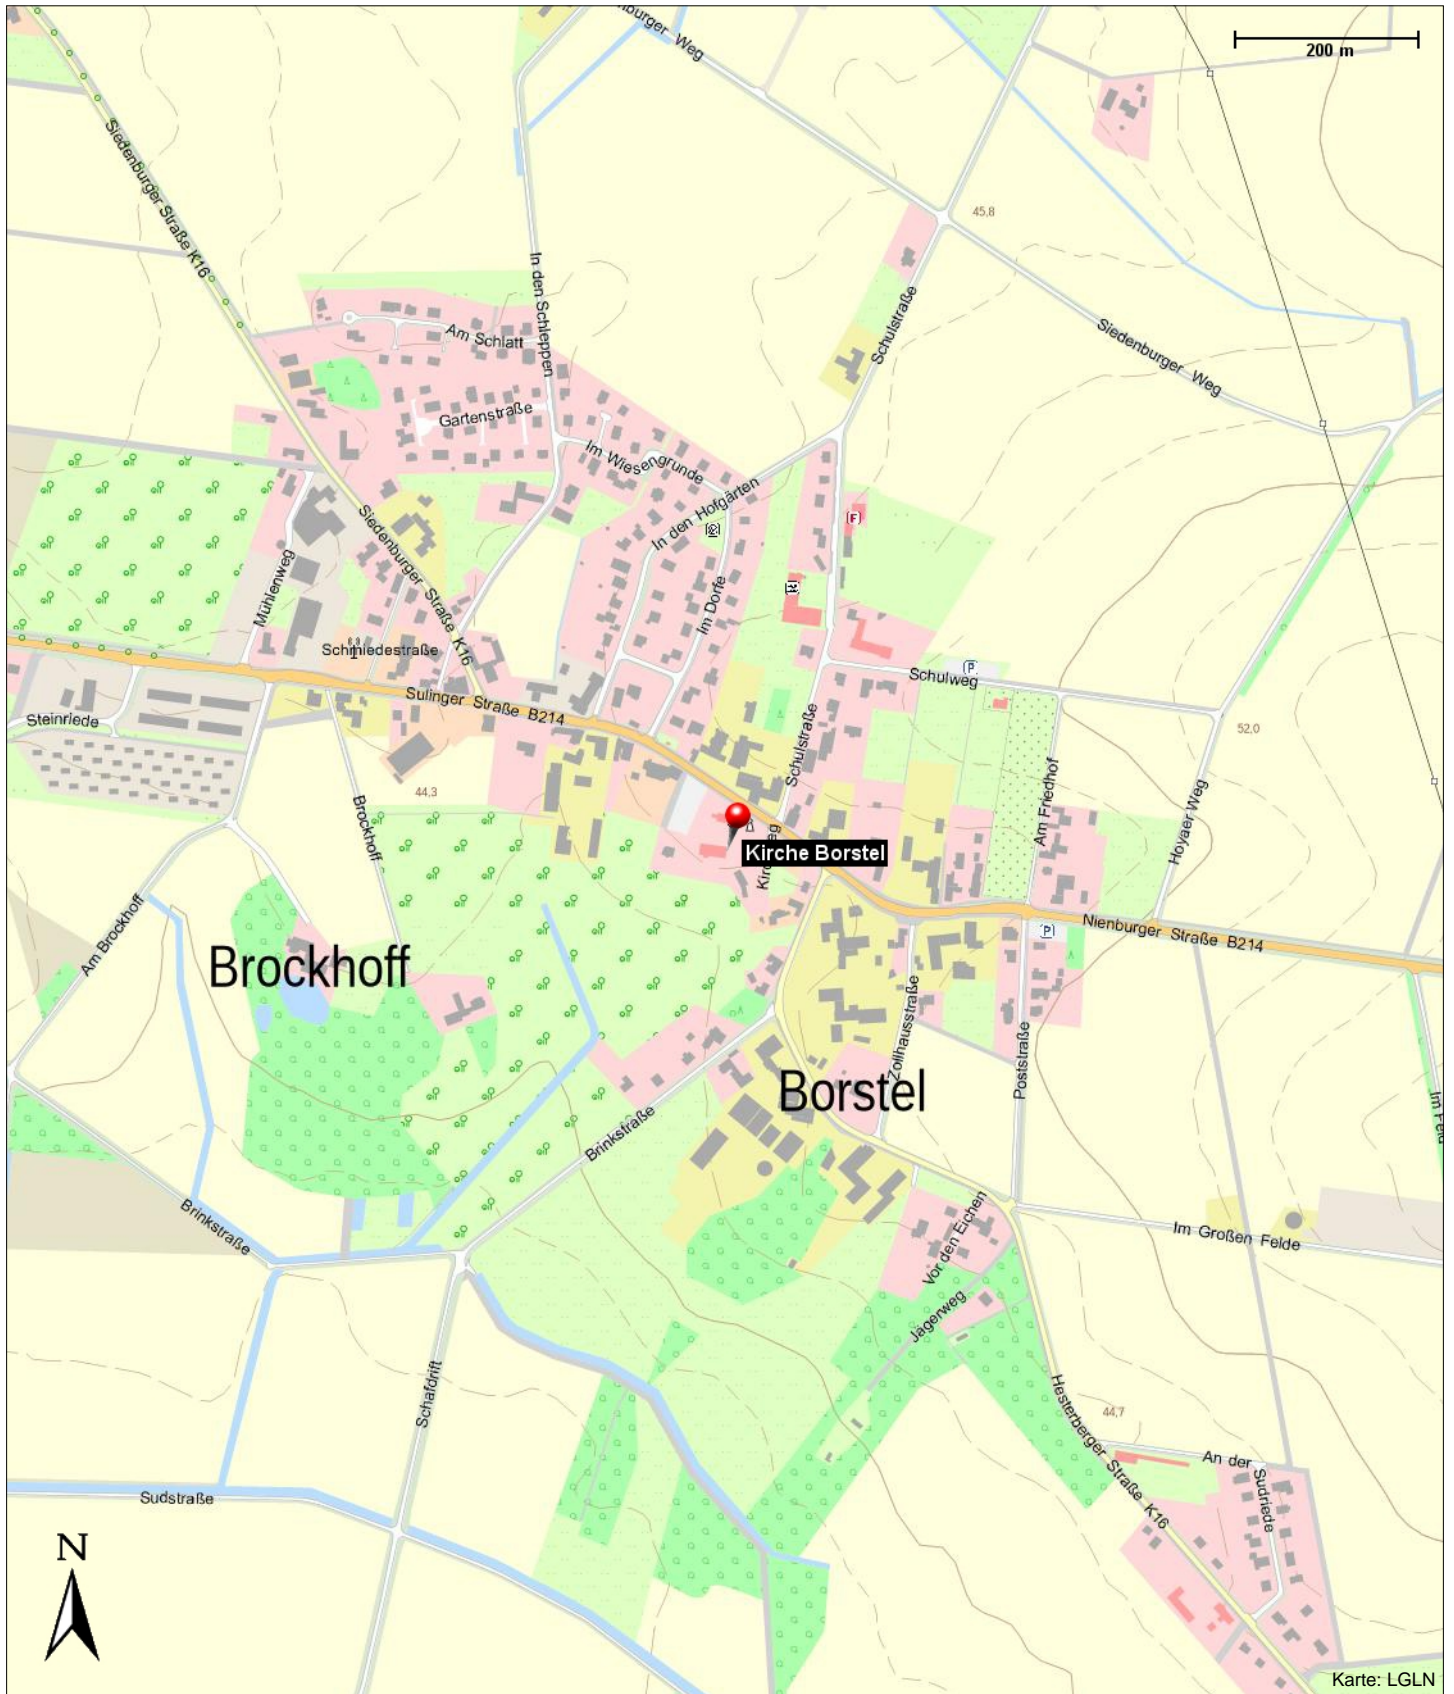 nburger Weg
200 m
Siedenburger Straße K16
45,8
In den Schleppen
Schulstraße
Am Schlatt
Siedenburger Weg
Gartenstraße
Im Wiesengrunde
In den Hofgärten
F
Siedenburger Straße K16
Mühlenweg
Im Dorfe
Schmiedestraße
P
Schulweg
Sulinger Straße B214
Steinriede
52,0
Schulstraße
44,3
Am Friedhof
Hoyaer Weg
Brockhoff
Kirche Borstel
Am Brockhoff
Nienburger Straße B214
P
Brockhoff
Zollhausstraße
Poststraße
Borstel
Im Feld
Brinkstraße
Brinkstraße
Vor den Eichen
Im Großen Felde
Jägerweg
Schafdrift
Hesterberger Straße K16
44,7
An der Sudriede
Sudstraße
N
Karte: LGLN